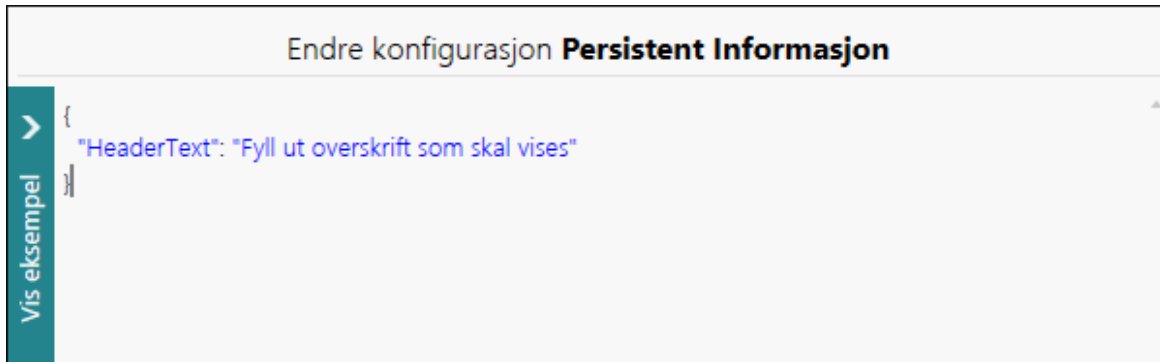 Endre konfigurasjon Persistent Informasjon
Vis eksempel
{
"HeaderText": "Fyll ut overskrift som skal vises"
}